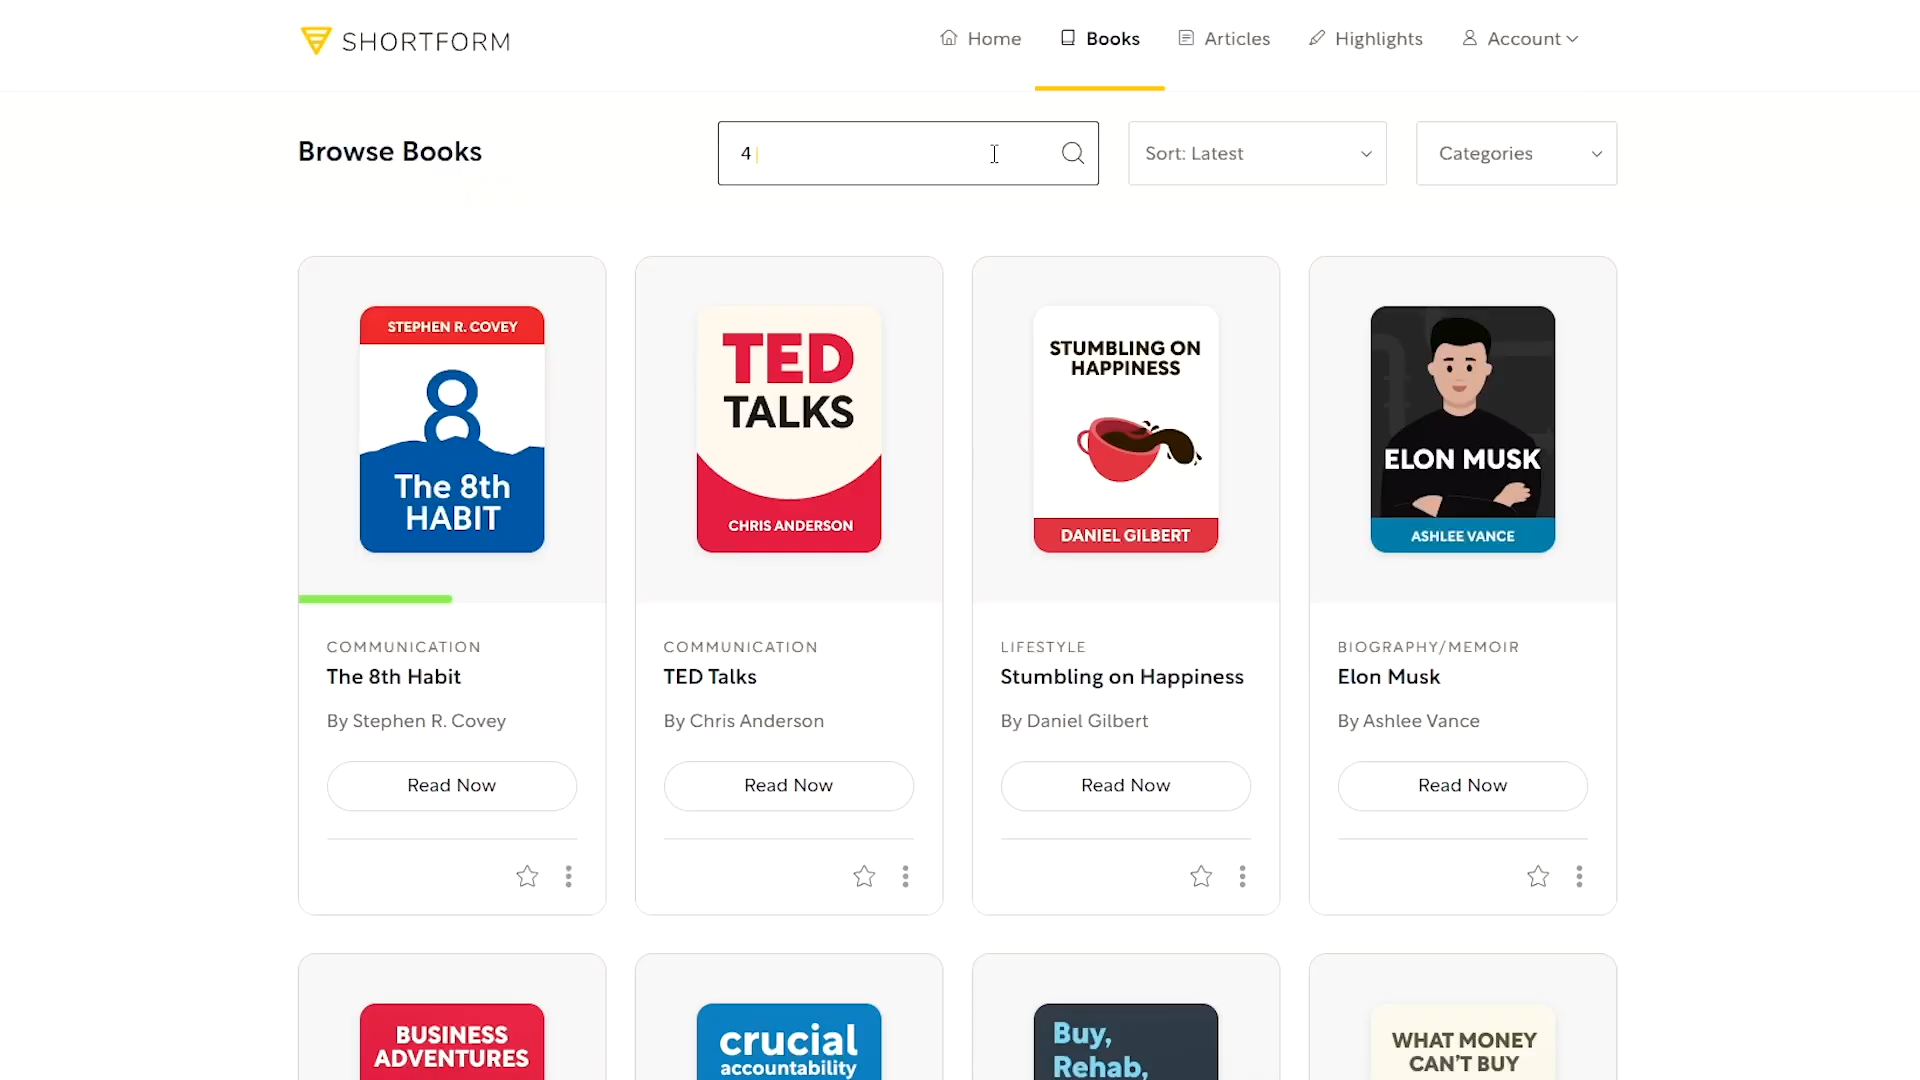 SHORTFORM
Home
Books
Articles
Highlights
Account
Browse Books
4
Sort: Latest
Categories
STEPHEN R. COVEY
8
The 8th
HABIT
TED
TALKS
CHRIS ANDERSON
STUMBLING ON
HAPPINESS
DANIEL GILBERT
ELON MUSK
ASHLEE VANCE
COMMUNICATION
The 8th Habit
By Stephen R. Covey
Read Now
COMMUNICATION
TED Talks
By Chris Anderson
Read Now
LIFESTYLE
Stumbling on Happiness
By Daniel Gilbert
Read Now
BIOGRAPHY/MEMOIR
Elon Musk
By Ashlee Vance
Read Now
BUSINESS
ADVENTURES
crucial
accountability
Buy,
Rehab,
WHAT MONEY
CAN'T BUY